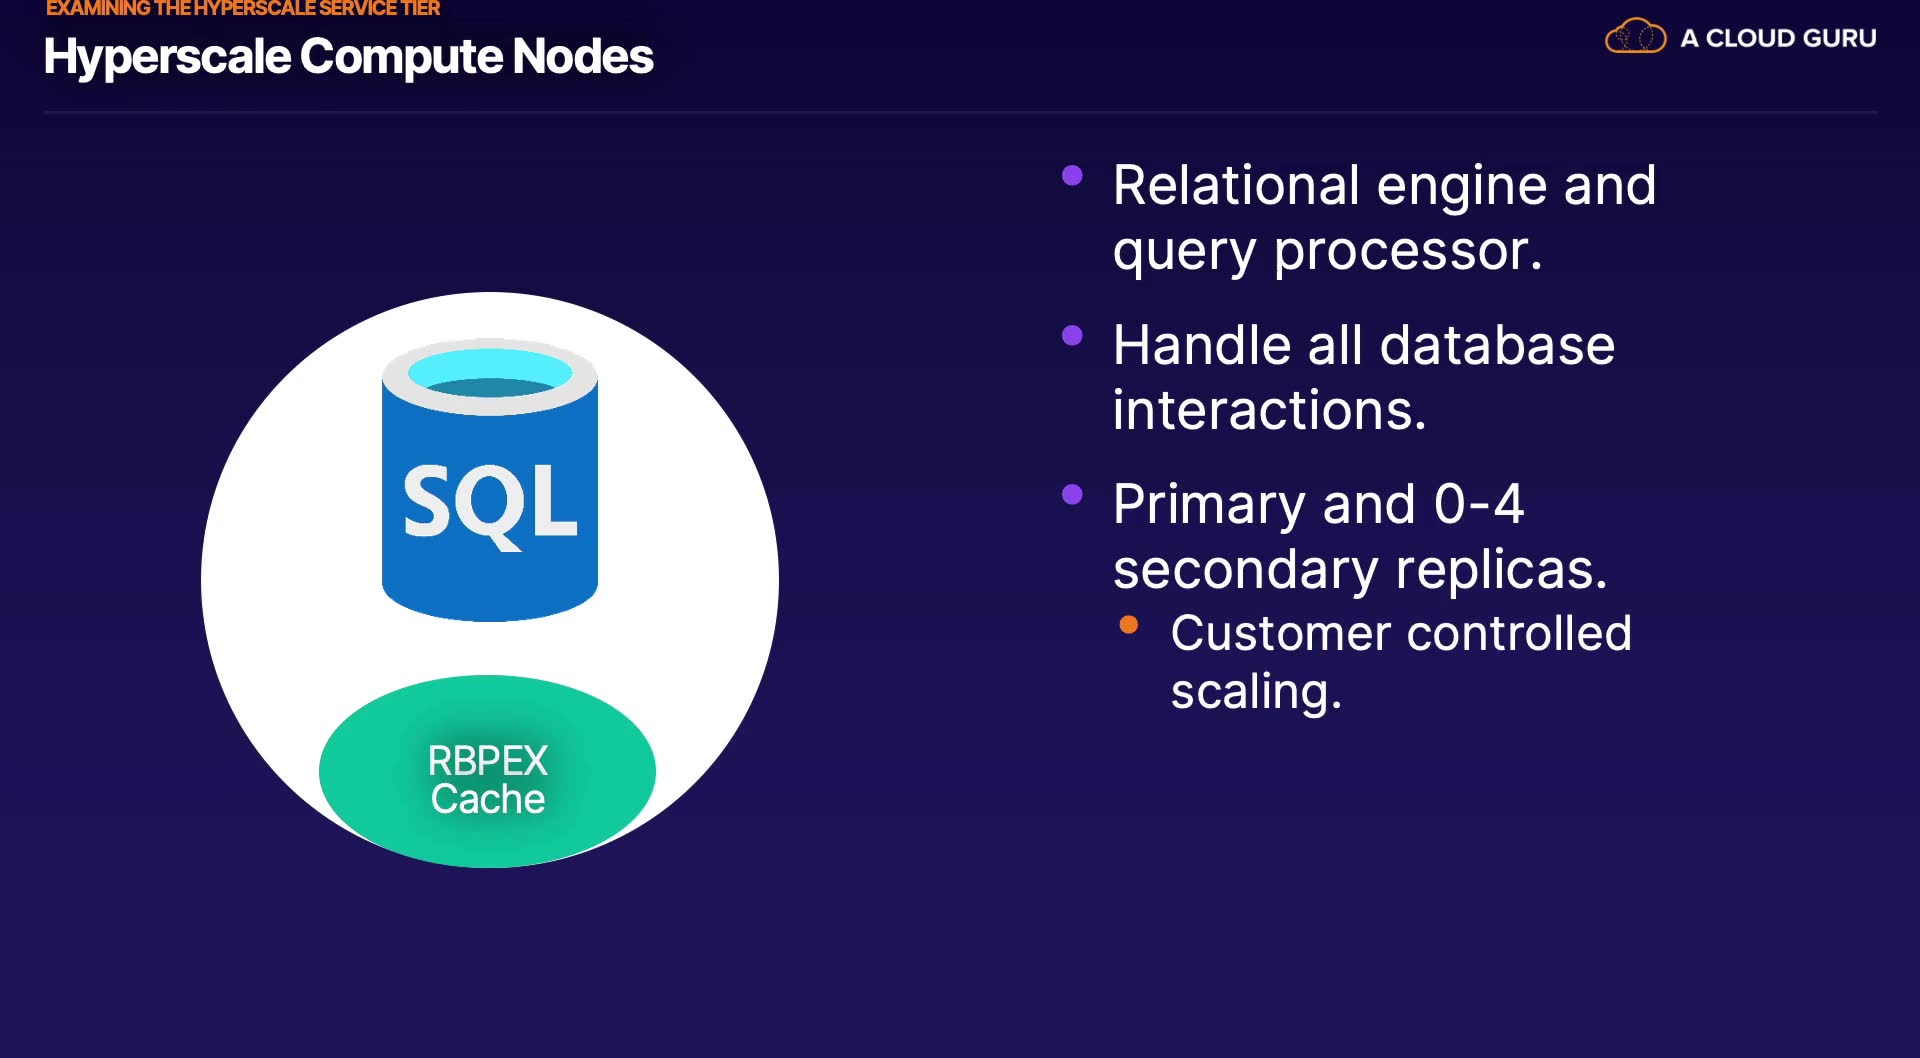 EXAMINING THE HYPERSCALE SERVICE TIER
Hyperscale Compute Nodes
A CLOUD GURU
Relational engine and
query processor.
Handle all database
interactions.
Primary and 0-4
secondary replicas.
Customer controlled
scaling.
SQL
RBPEX
Cache